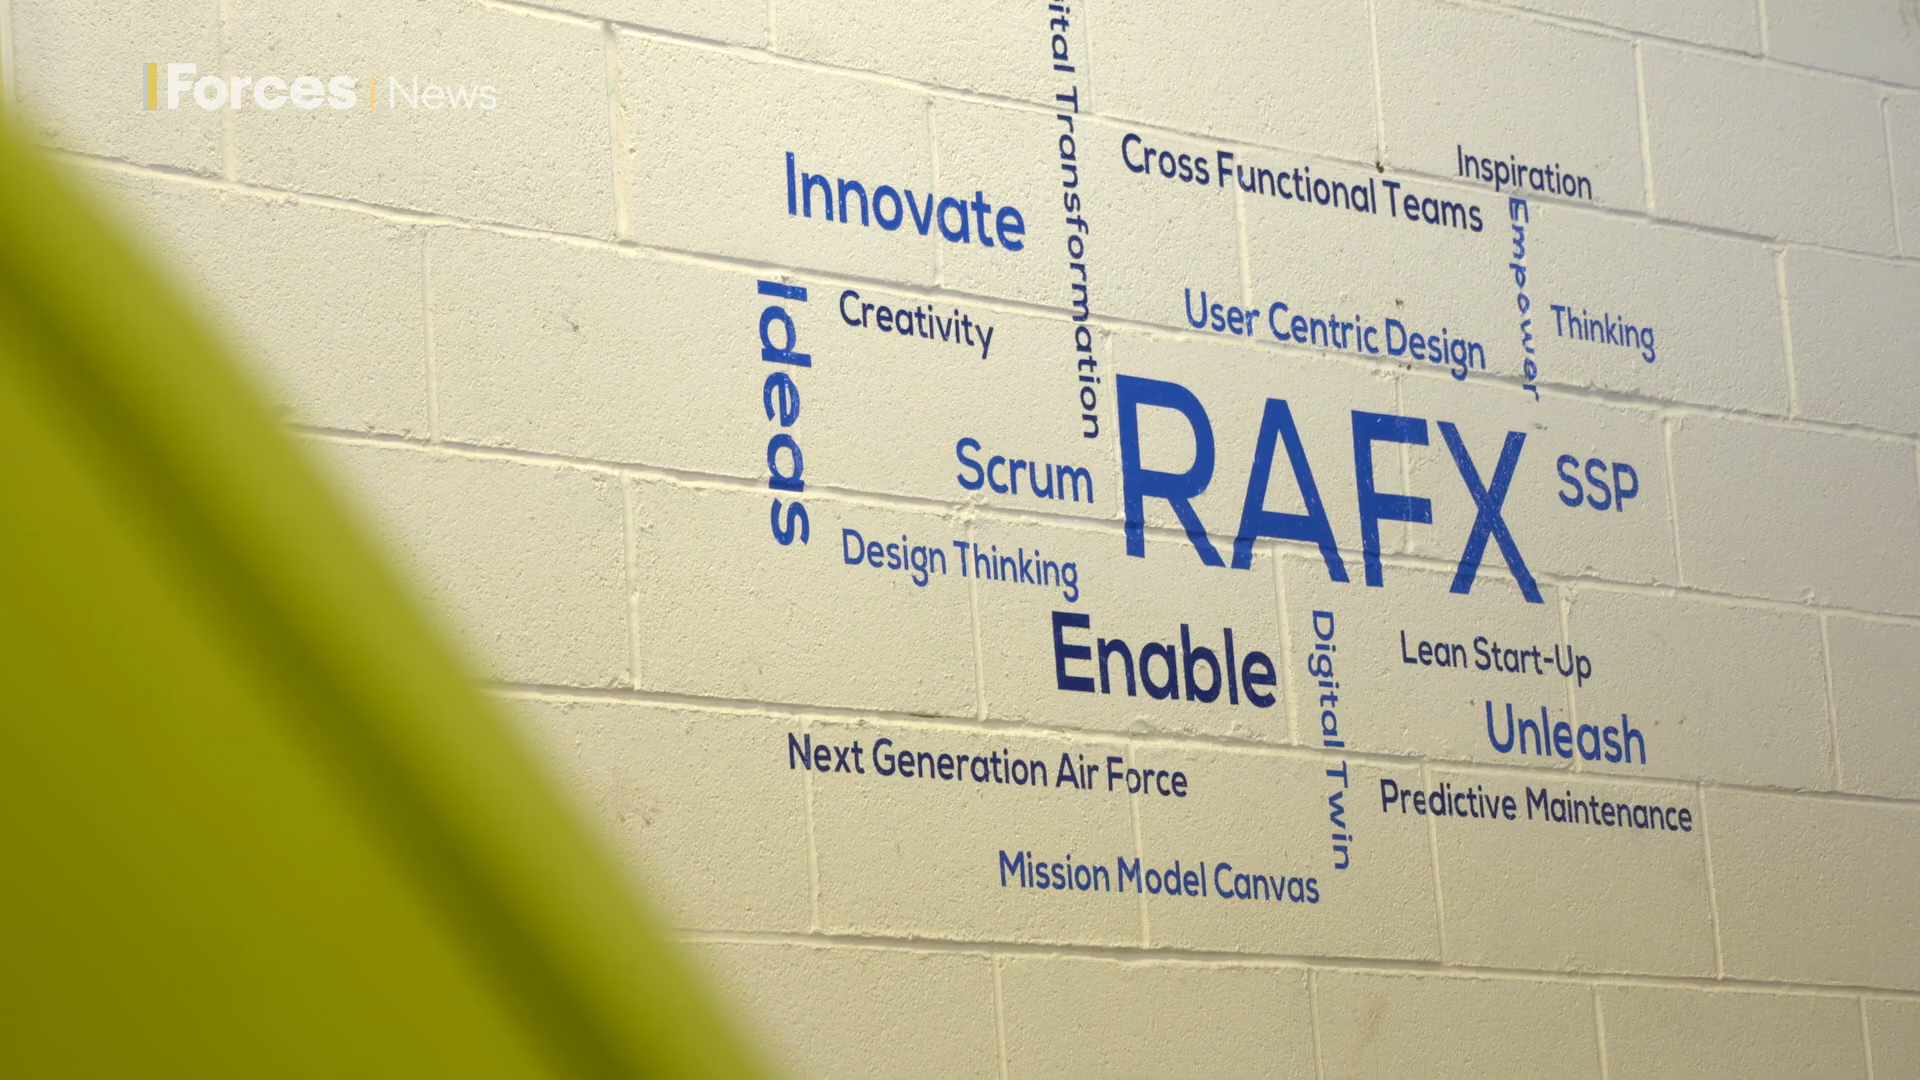 Forces News
ital Transformation
Cross Functional Teams
Inspiration
Innovate
Empower
Ideas
Creativity
User Centric Design
Thinking
RAFX
Scrum
SSP
Design Thinking
Enable
Digital Twin
Lean Start-Up
Unleash
Next Generation Air Force
Predictive Maintenance
Mission Model Canvas